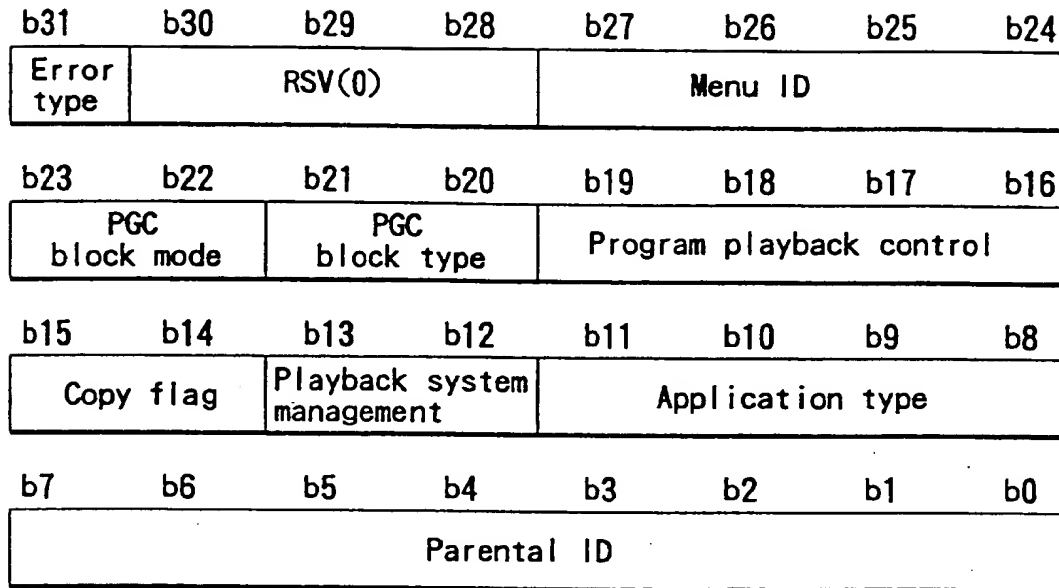 b31 b30 b29 b28 b27 b26 b25 b24
Error type RSV(0) Menu ID
b23 b22 b21 b20 b19 b18 b17 b16
PGC block mode PGC block type Program playback control
b15 b14 b13 b12 b11 b10 b9 b8
Copy flag Playback system management Application type
b7 b6 b5 b4 b3 b2 b1 b0
Parental ID